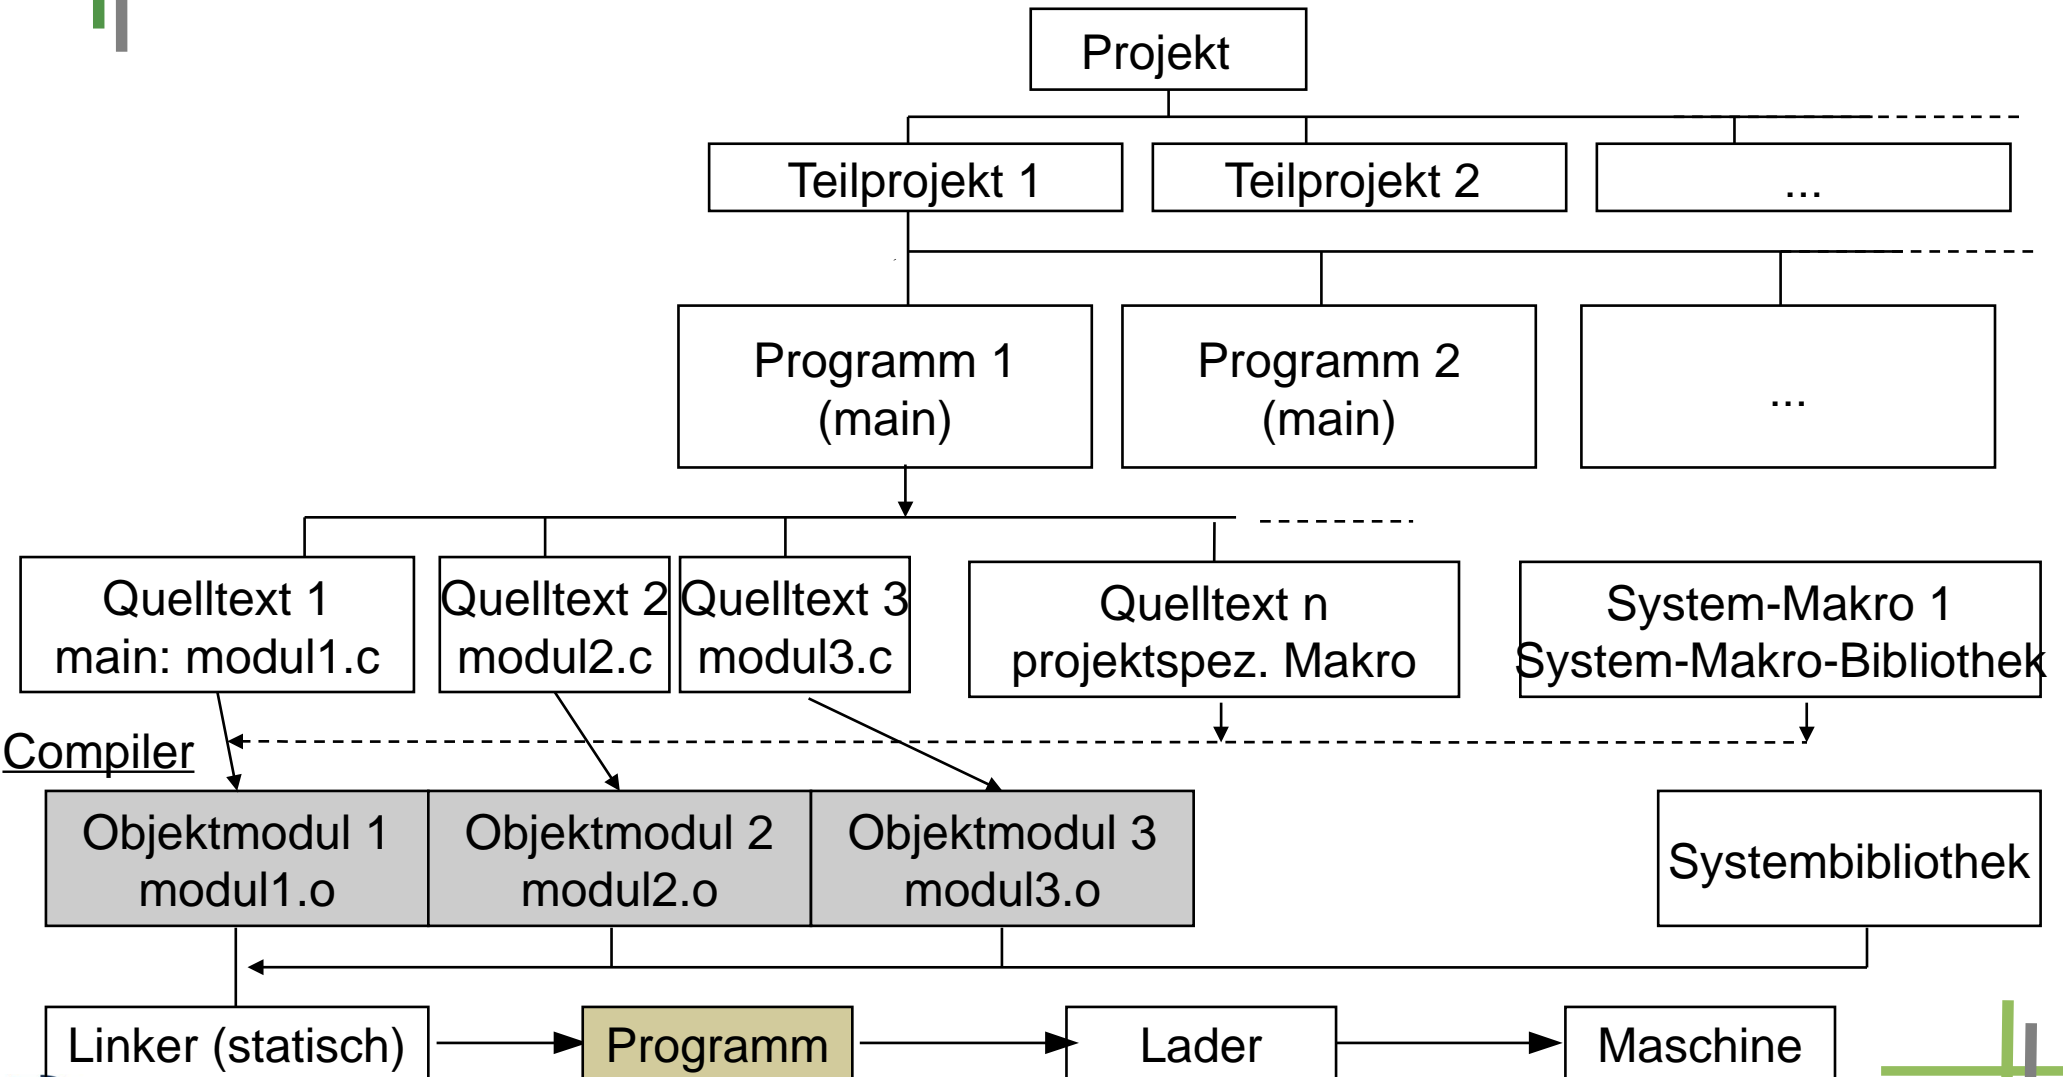 Projekt
Teilprojekt 1
Teilprojekt 2
...
Programm 1
(main)
Programm 2
(main)
...
Quelltext 1
main: modul1.c
Quelltext 2
modul2.c
Quelltext 3
modul3.c
Quelltext n
projektspez. Makro
System-Makro 1
System-Makro-Bibliothek
Compiler
Objektmodul 1
modul1.o
Objektmodul 2
modul2.o
Objektmodul 3
modul3.o
Systembibliothek
Linker (statisch)
Programm
Lader
Maschine